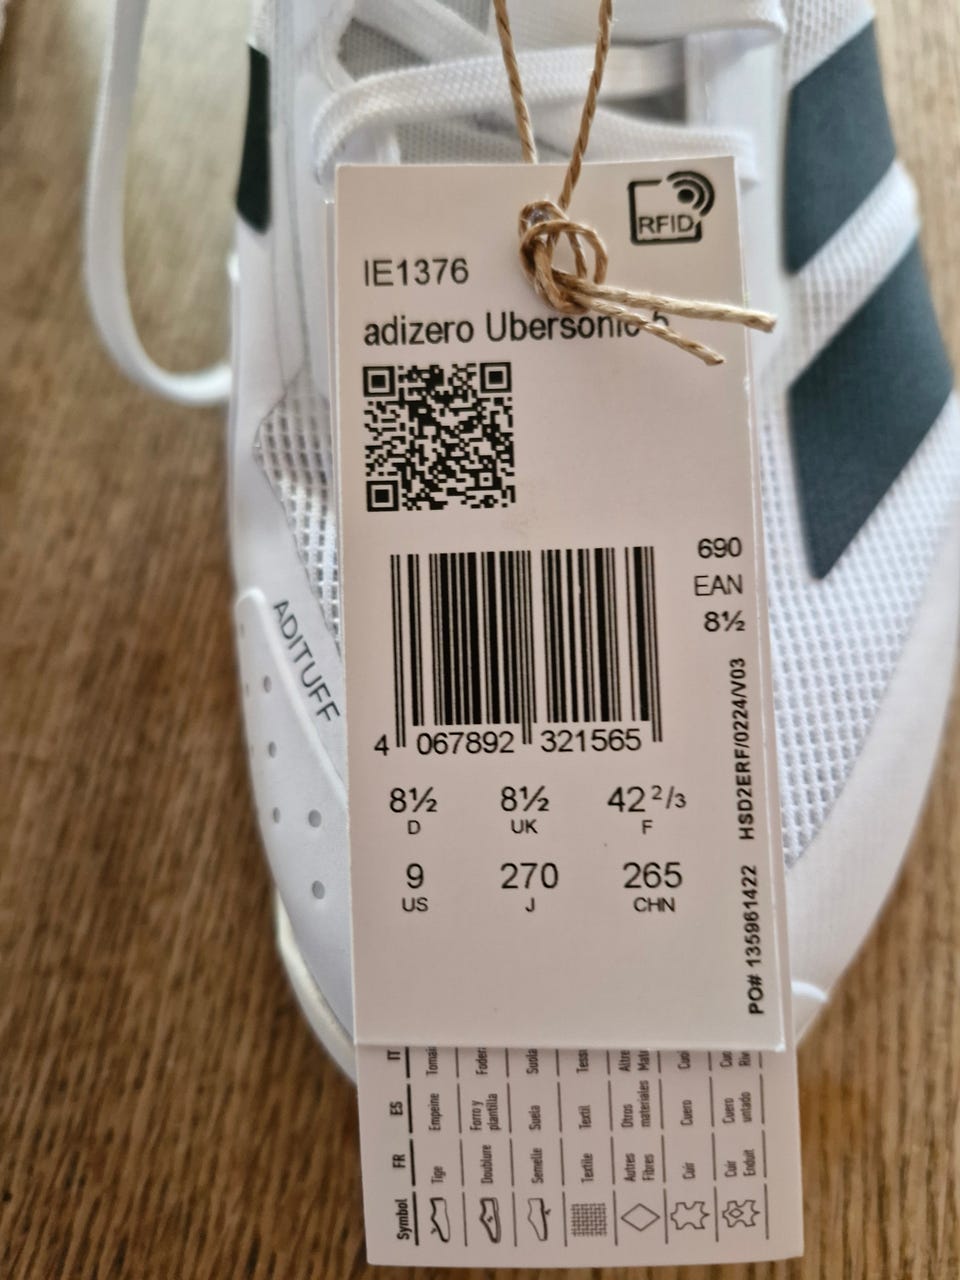 RFID
IE1376
adizero Ubersonic 5
690
EAN
8½
4 067892 321565
8½ 8½ 42 2/3
D UK F
9 270 265
US J CHN
PO# 135961422 HSD2ERF/0224/V03
ADITUFF
Symbol FR ES IT
Tige Empeine
Doublure Forro y plantilla
Semelle Suela
Textile Textil
Autres Fibres Otros materiales
Cuir Cuero
Cuir Enduit Cuero untado